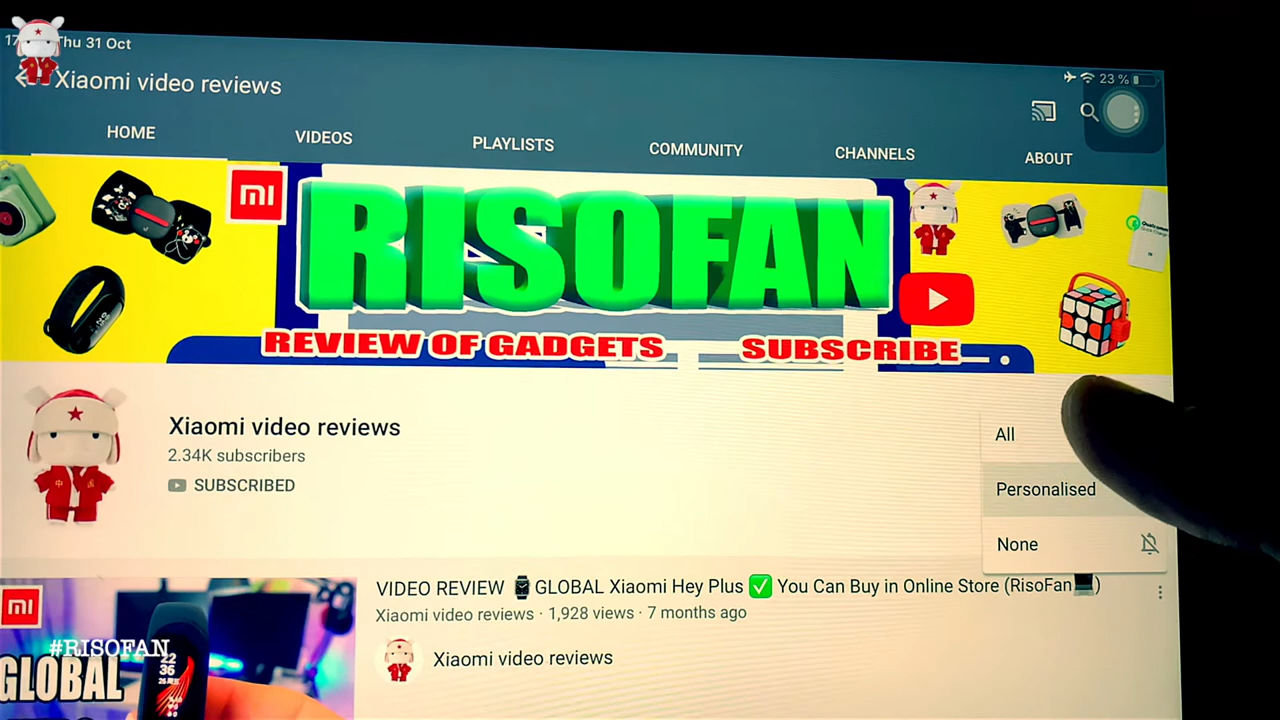 Thu 31 Oct
23 %
Xiaomi video reviews
HOME
VIDEOS
PLAYLISTS
COMMUNITY
CHANNELS
ABOUT
mi
RISOFAN
REVIEW OF GADGETS
SUBSCRIBE
Xiaomi video reviews
2.34K subscribers
SUBSCRIBED
All
Personalised
None
VIDEO REVIEW ⌚GLOBAL Xiaomi Hey Plus ✅ You Can Buy in Online Store (RisoFan💻)
Xiaomi video reviews · 1,928 views · 7 months ago
Xiaomi video reviews
mi
#RISOFAN
GLOBAL
22
36